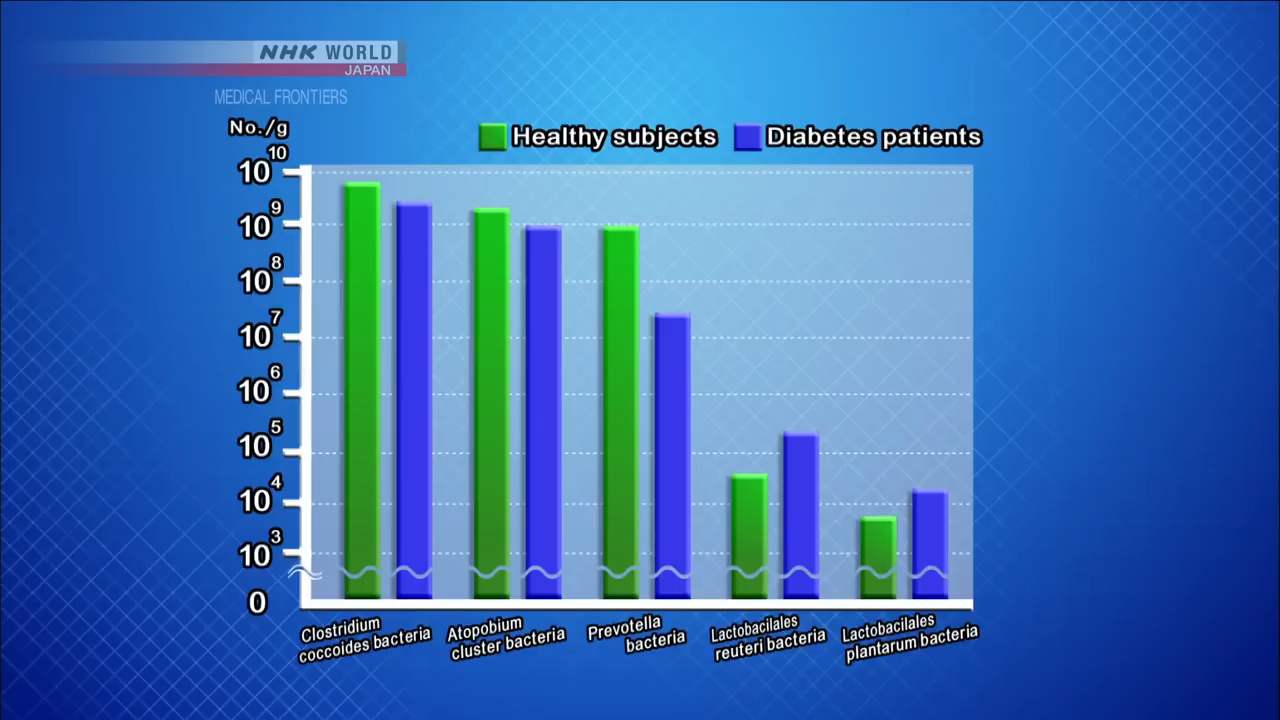 NHK WORLD
JAPAN
MEDICAL FRONTIERS
No./g
Healthy subjects
Diabetes patients
10^10
10^9
10^8
10^7
10^6
10^5
10^4
10^3
0
Clostridium
coccoides bacteria
Atopobium
cluster bacteria
Prevotella
bacteria
Lactobacilales
reuteri bacteria
Lactobacilales
plantarum bacteria